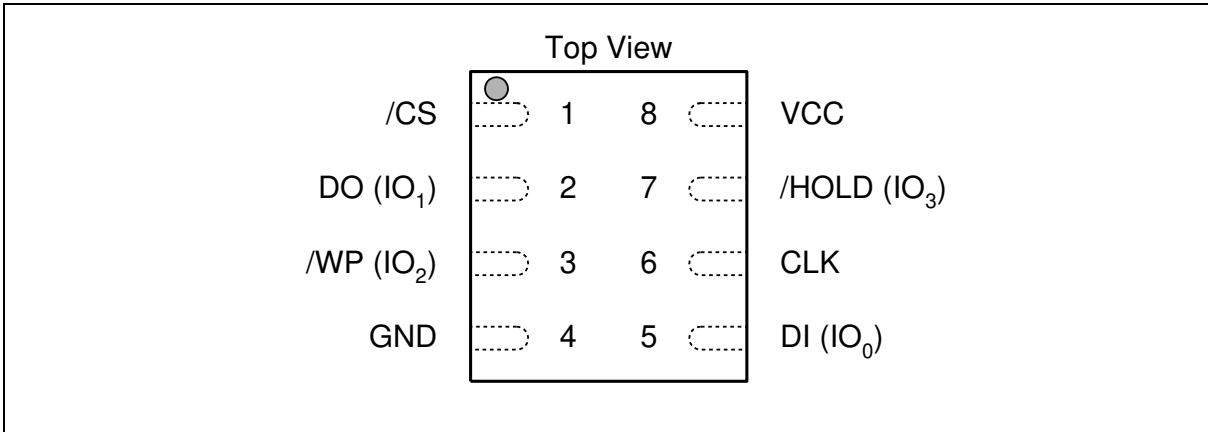 Top View
/CS 1 8 VCC
DO (IO₁) 2 7 /HOLD (IO₃)
/WP (IO₂) 3 6 CLK
GND 4 5 DI (IO₀)